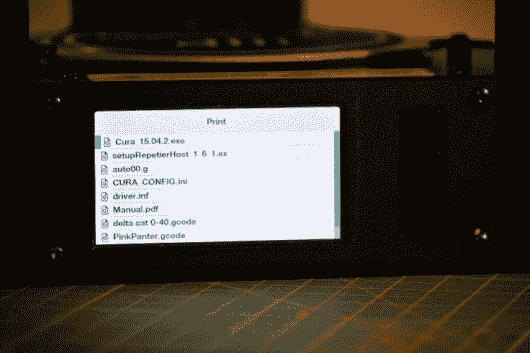 Print
Cura_15.04.2.exe
setupRepetierHost_1_6_1.ex
auto00.g
CURA_CONFIG.ini
driver.inf
Manual.pdf
delta cat 0-40.gcode
PinkPanter.gcode